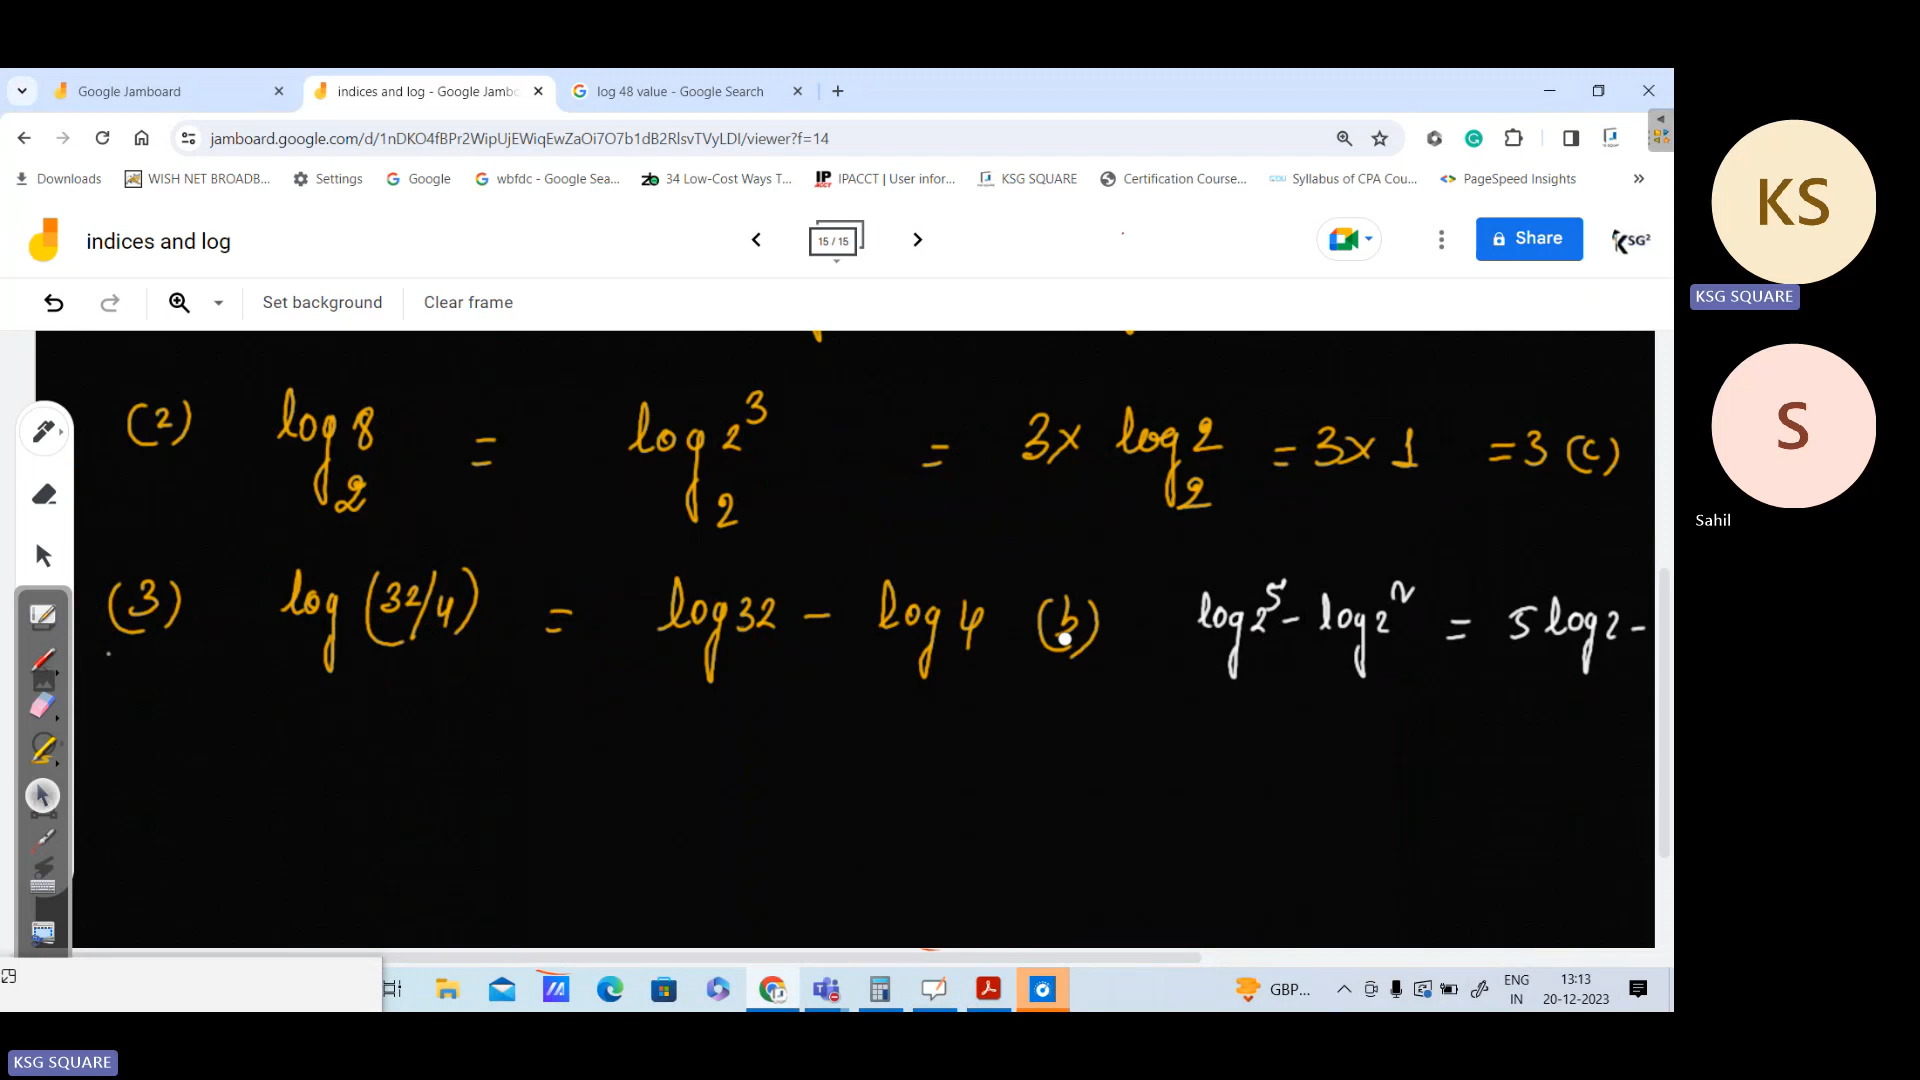 Google Jamboard
indices and log - Google Jambo
log 48 value - Google Search
jamboard.google.com/d/1nDKO4fBPr2WipUjEWiqEwZaOi7O7b1dB2RlsvTVyLDI/viewer?f=14
Downloads
WISH NET BROADB...
Settings
Google
wbfdc - Google Sea...
34 Low-Cost Ways T...
IPACCT | User infor...
KSG SQUARE
Certification Course...
Syllabus of CPA Cou...
PageSpeed Insights
indices and log
15 / 15
Share
KSG²
Set background
Clear frame
(2) log₂ 8 = log₂ 2³ = 3 x log₂ 2 = 3 x 1 = 3 (c)
(3) log (32/4) = log 32 - log 4 (b) log 2⁵ - log 2² = 5 log 2 -
KS
KSG SQUARE
S
Sahil
GBP...
ENG
IN
13:13
20-12-2023
KSG SQUARE